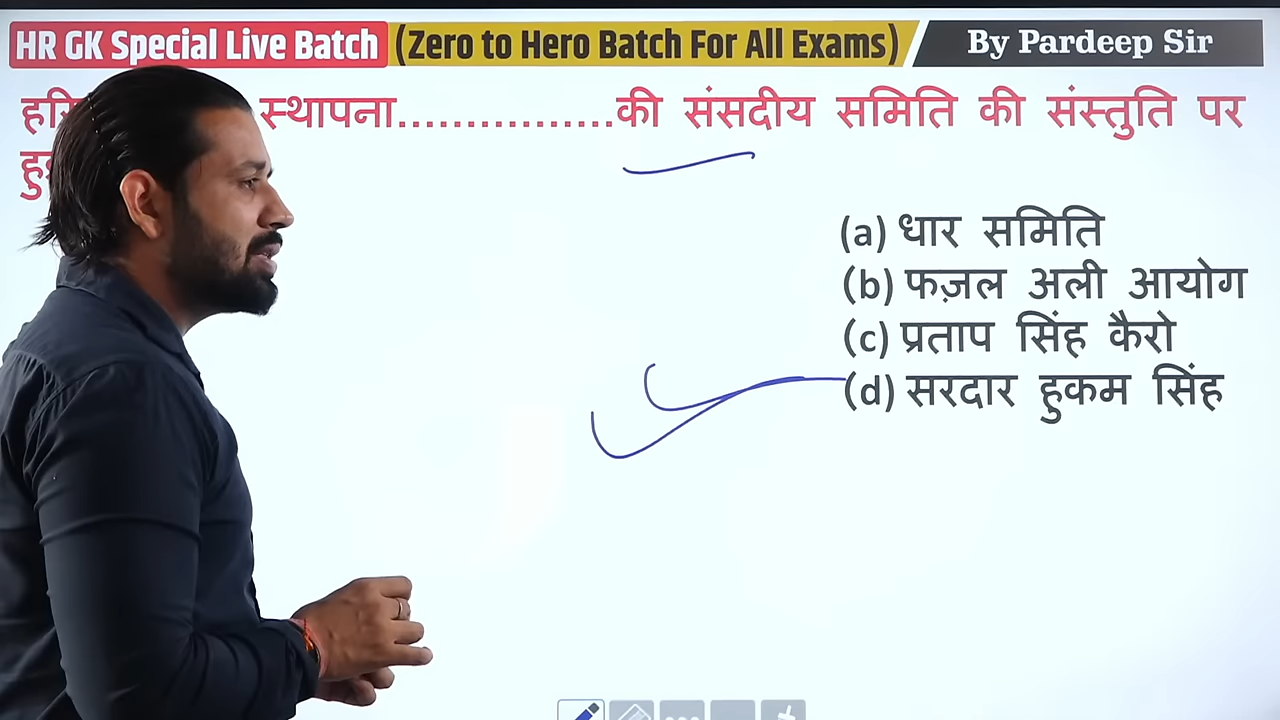 HR GK Special Live Batch (Zero to Hero Batch For All Exams) By Pardeep Sir
स्थापना................की संसदीय समिति की संस्तुति पर
(a) धार समिति
(b) फज़ल अली आयोग
(c) प्रताप सिंह कैरो
(d) सरदार हुकम सिंह